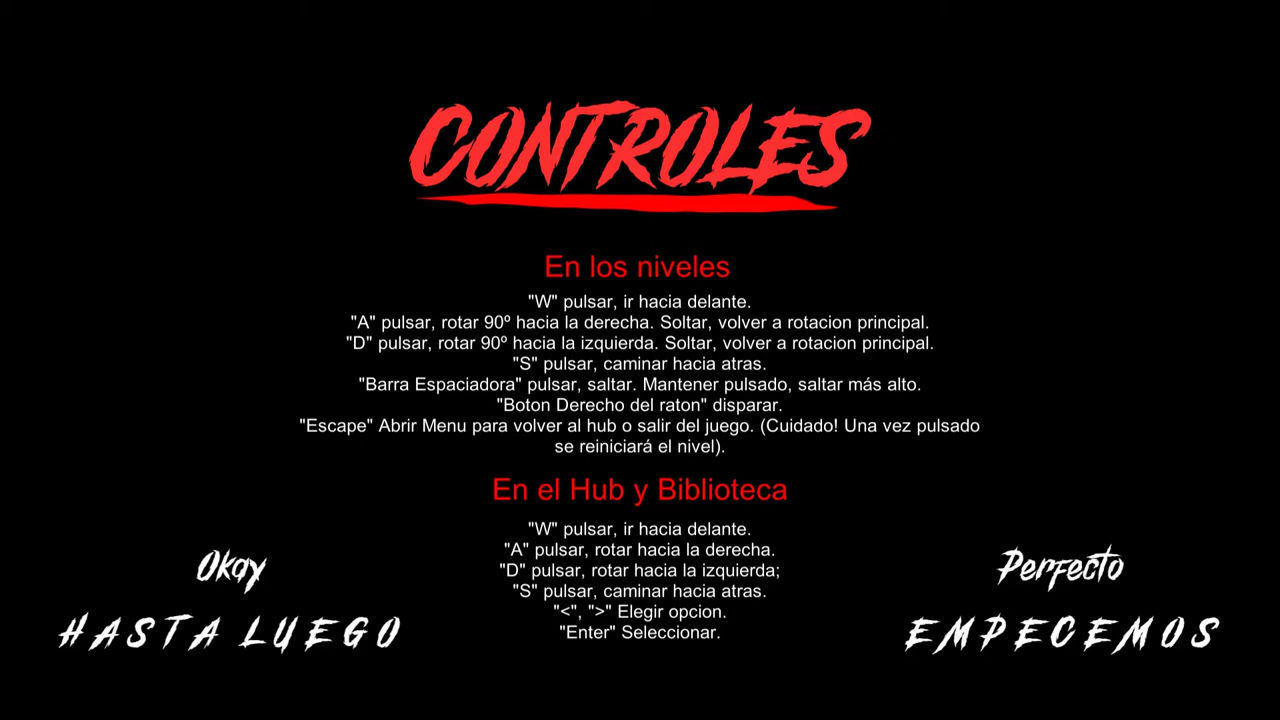 CONTROLES
En los niveles
"W" pulsar, ir hacia delante.
"A" pulsar, rotar 90º hacia la derecha. Soltar, volver a rotacion principal.
"D" pulsar, rotar 90º hacia la izquierda. Soltar, volver a rotacion principal.
"S" pulsar, caminar hacia atras.
"Barra Espaciadora" pulsar, saltar. Mantener pulsado, saltar más alto.
"Boton Derecho del raton" disparar.
"Escape" Abrir Menu para volver al hub o salir del juego. (Cuidado! Una vez pulsado
se reiniciará el nivel).
En el Hub y Biblioteca
"W" pulsar, ir hacia delante.
"A" pulsar, rotar hacia la derecha.
"D" pulsar, rotar hacia la izquierda;
"S" pulsar, caminar hacia atras.
"<", ">" Elegir opcion.
"Enter" Seleccionar.
Okay
HASTA LUEGO
Perfecto
EMPECEMOS